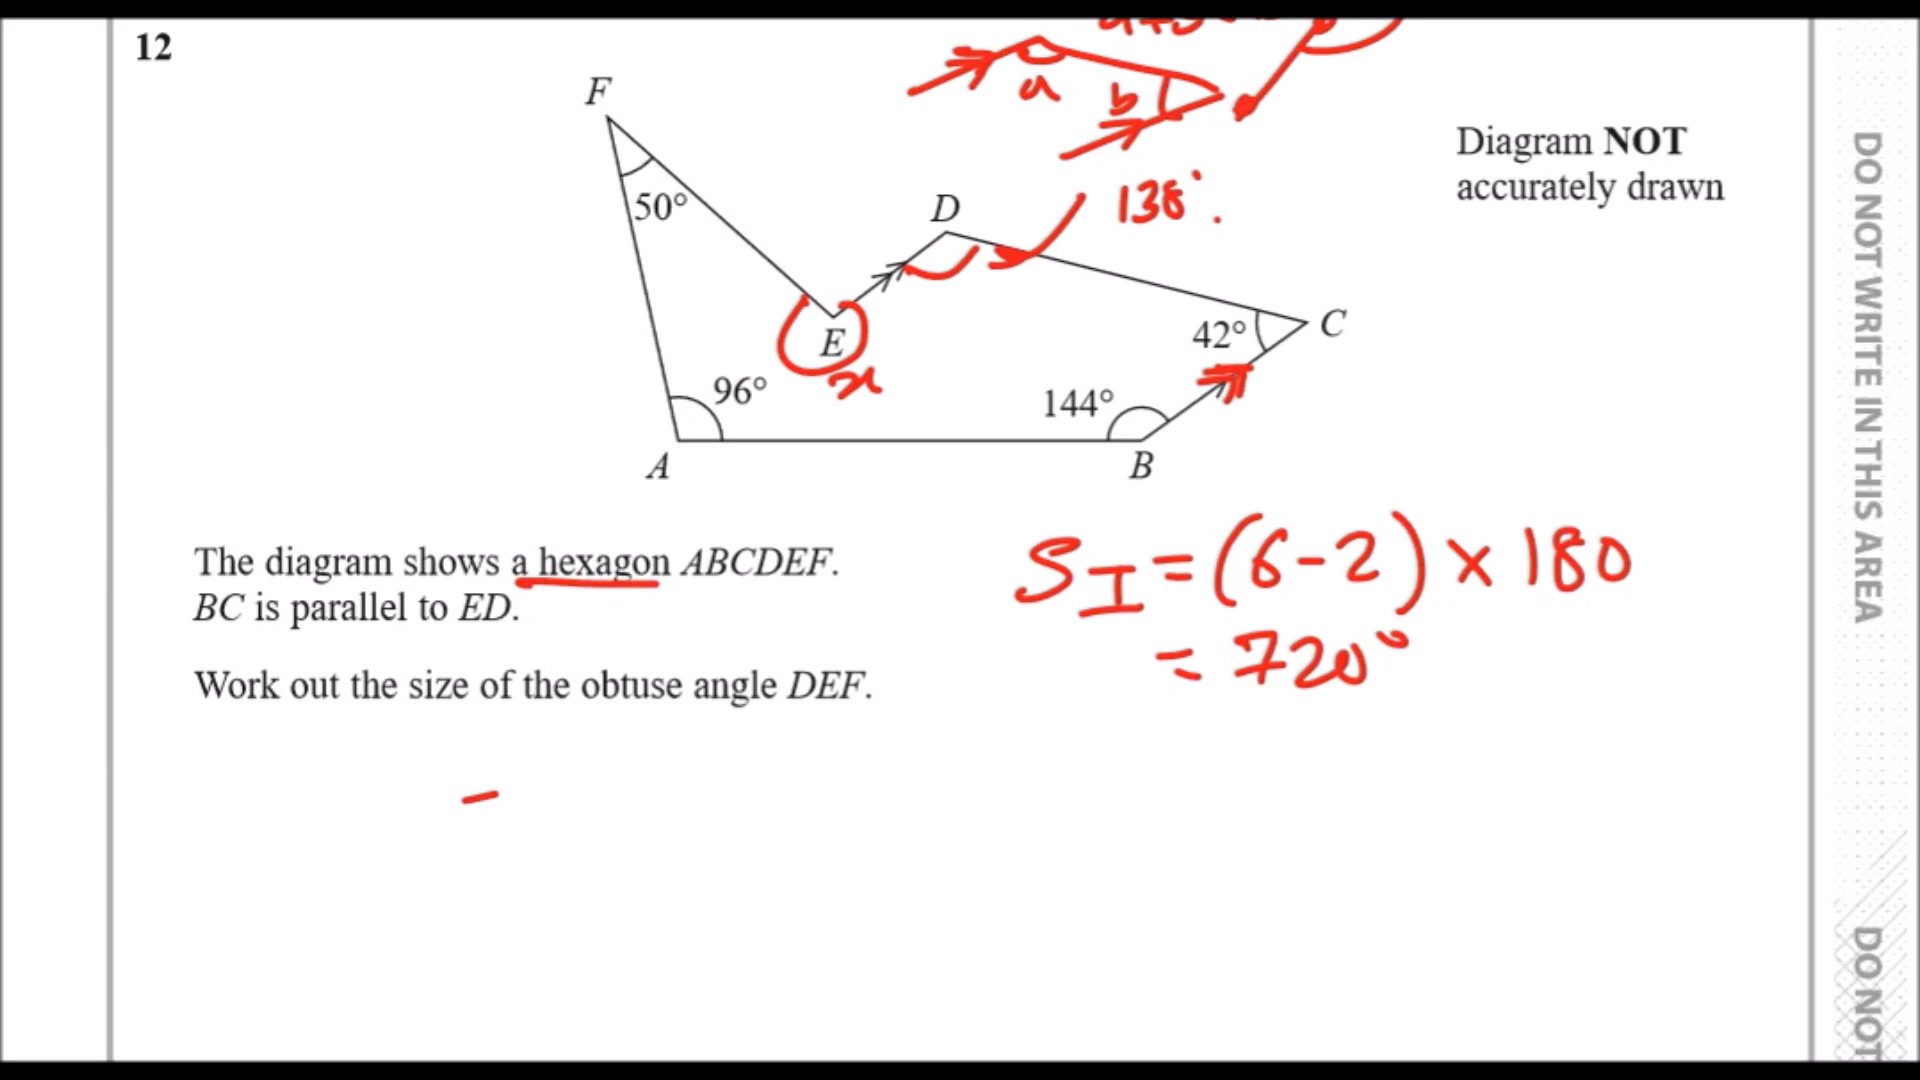 12
F
a
b
Diagram NOT
accurately drawn
50°
D
138°.
E
x
42°
C
96°
144°
A
B
The diagram shows a hexagon ABCDEF.
BC is parallel to ED.
Work out the size of the obtuse angle DEF.
SI = (6-2) × 180
= 720°
DO NOT WRITE IN THIS AREA
DO NOT